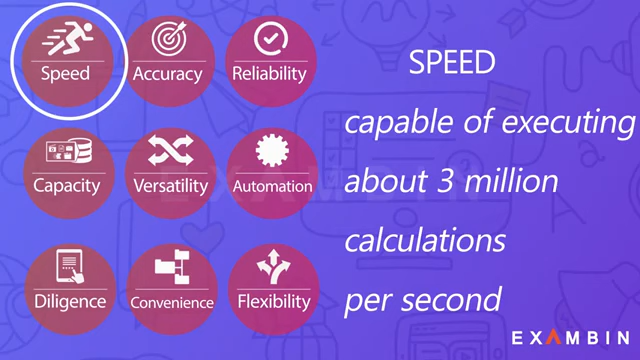 Speed
Accuracy
Reliability
Capacity
Versatility
Automation
Diligence
Convenience
Flexibility
SPEED
capable of executing
about 3 million
calculations
per second
EXAMBIN
EXAMBIN